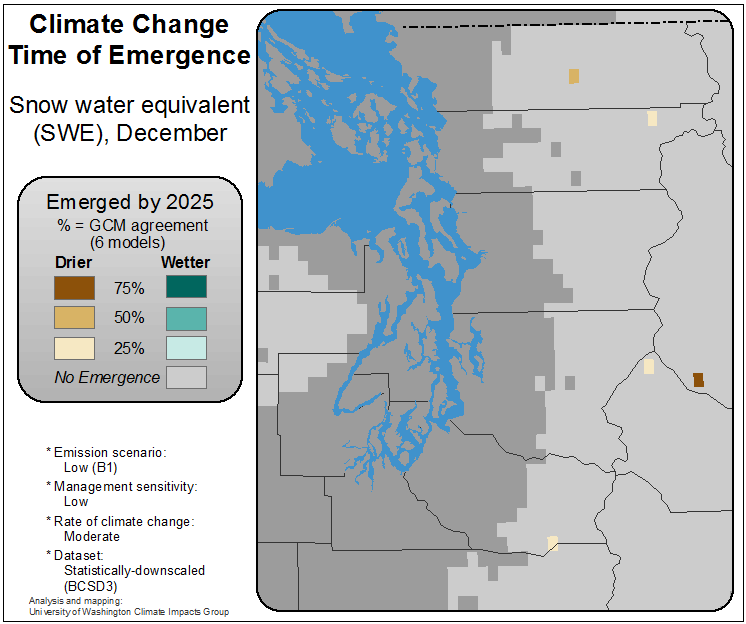 Climate Change
Time of Emergence
Snow water equivalent
(SWE), December
Emerged by 2025
% = GCM agreement
(6 models)
Drier Wetter
75%
50%
25%
No Emergence
* Emission scenario:
Low (B1)
* Management sensitivity:
Low
* Rate of climate change:
Moderate
* Dataset:
Statistically-downscaled
(BCSD3)
Analysis and mapping:
University of Washington Climate Impacts Group